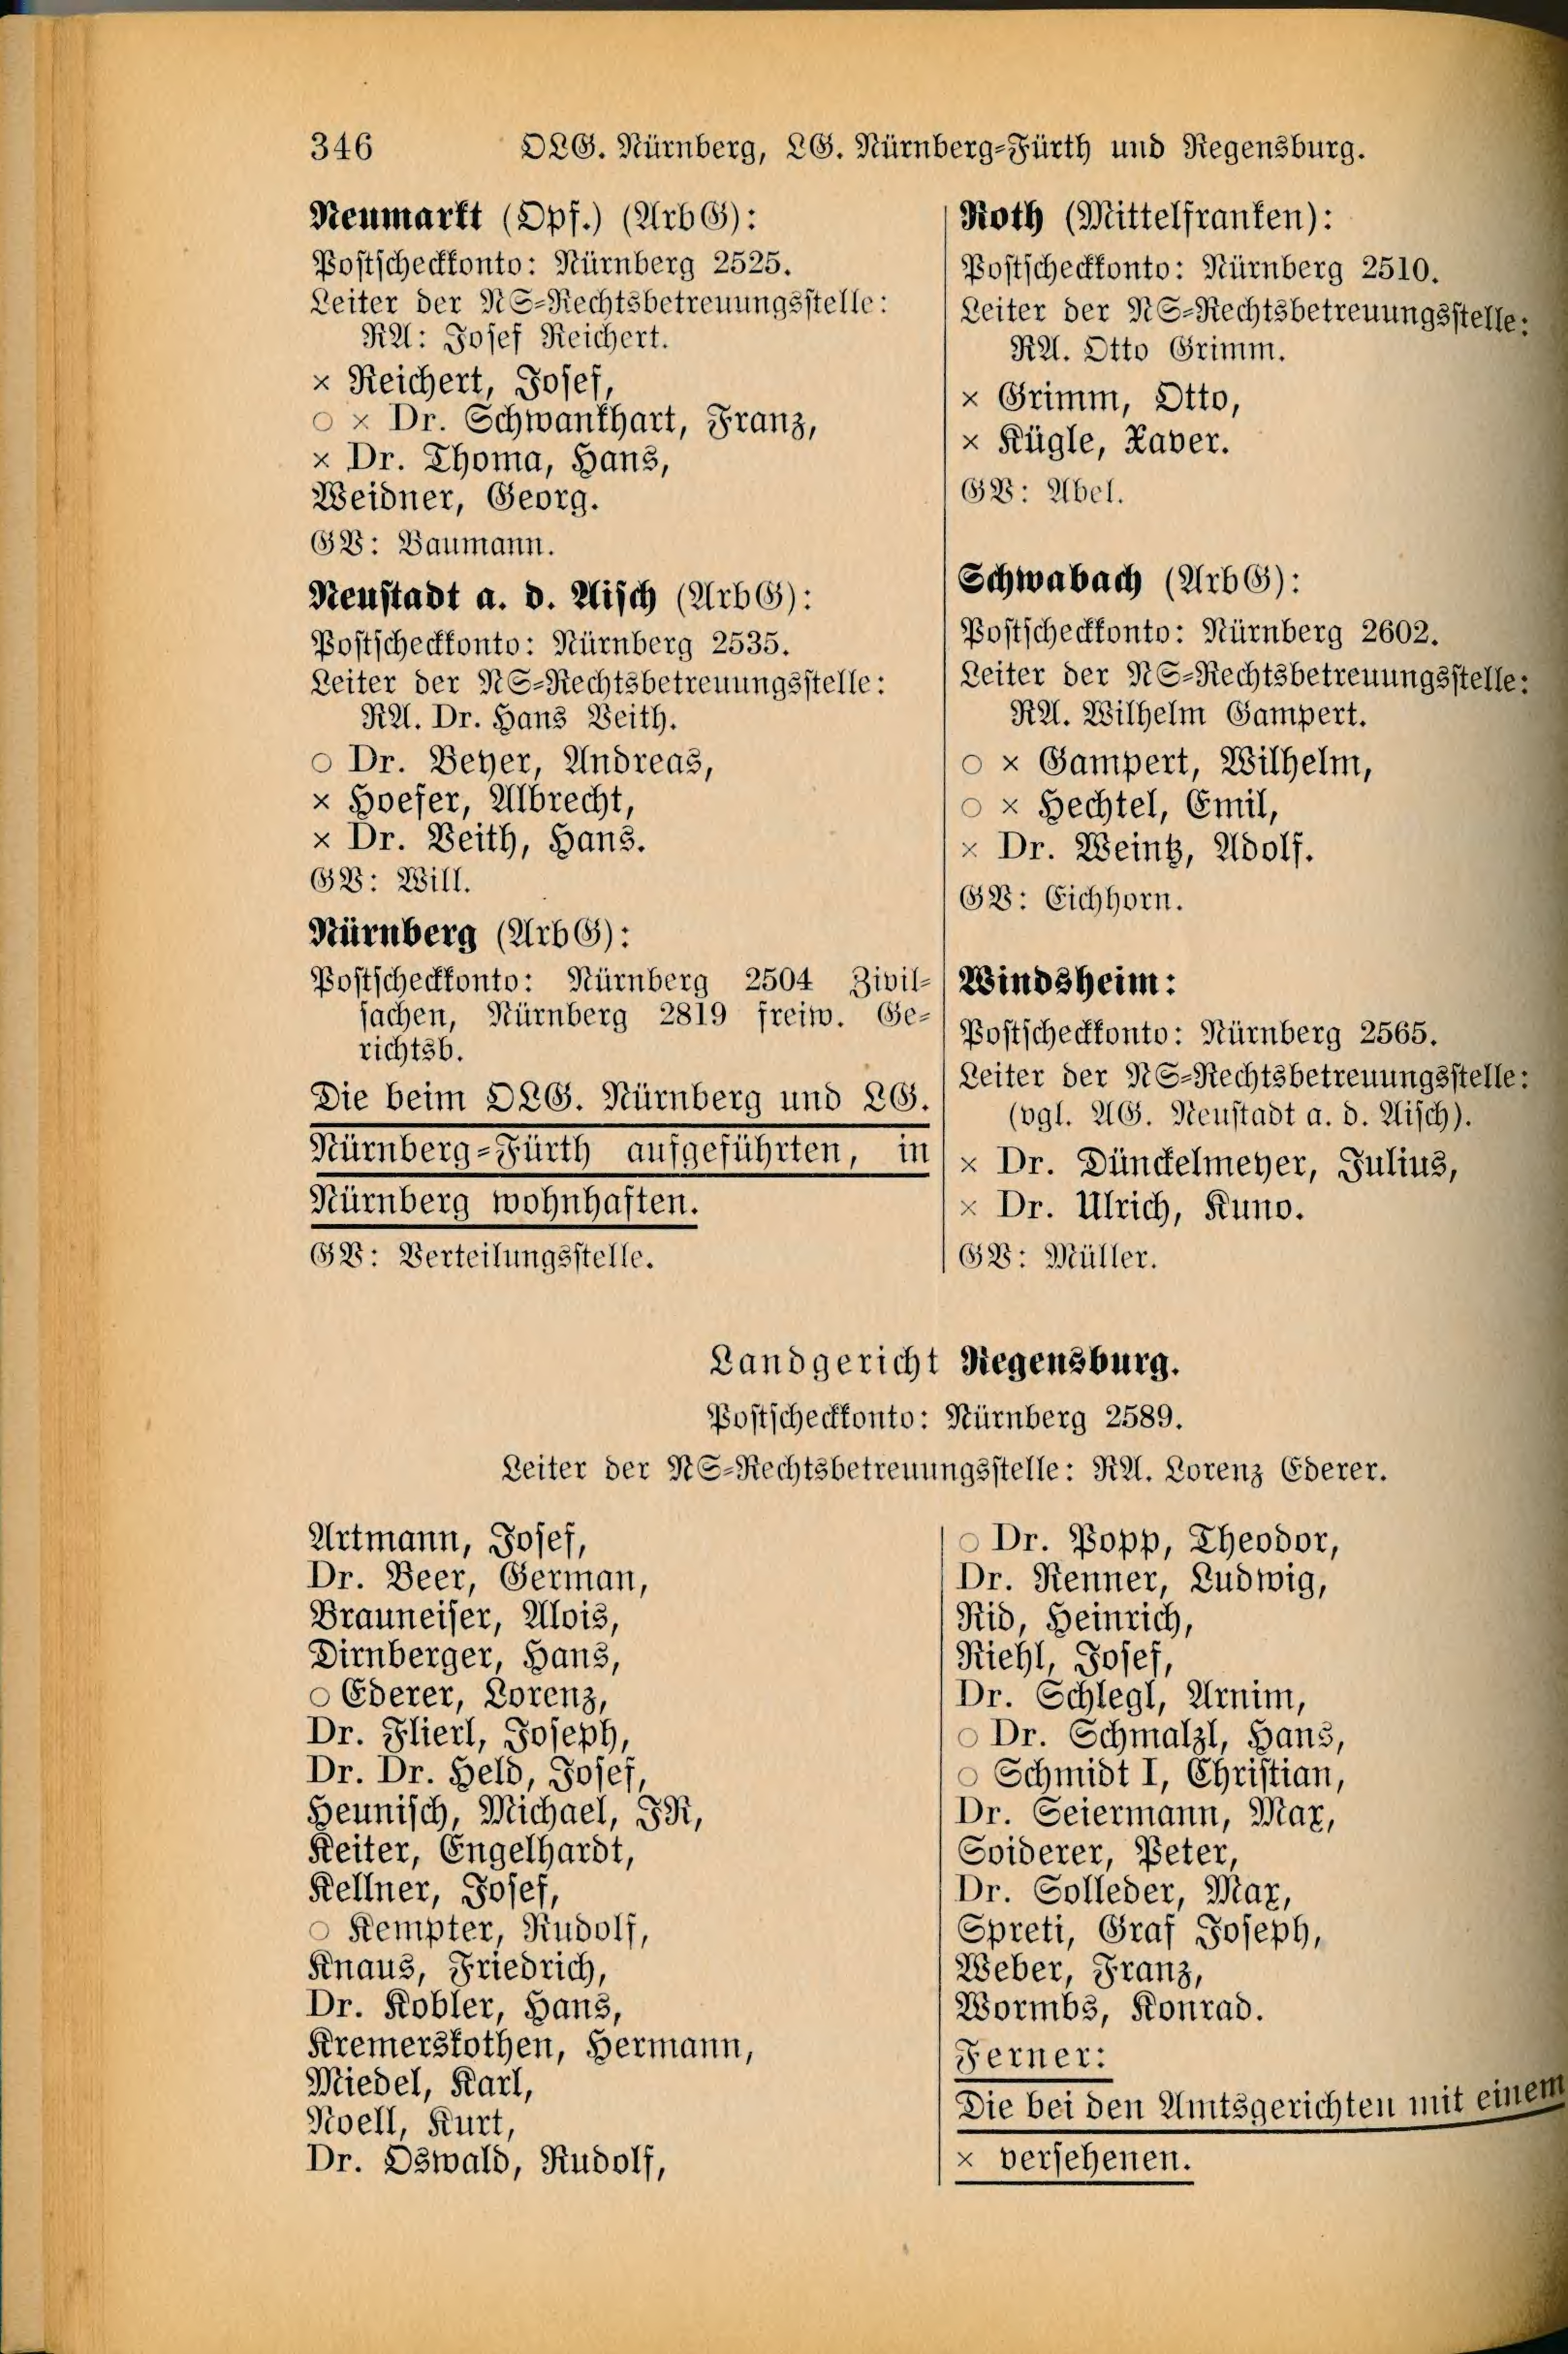 346
OLG. Nürnberg, LG. Nürnberg-Fürth und Regensburg.
Neumarkt (Opf.) (ArbG):
Postscheckkonto: Nürnberg 2525.
Leiter der NS-Rechtsbetreuungsstelle:
RA: Josef Reichert.
× Reichert, Josef,
○ × Dr. Schwankhart, Franz,
× Dr. Thoma, Hans,
Weidner, Georg.
GV: Baumann.
Neustadt a. d. Aisch (ArbG):
Postscheckkonto: Nürnberg 2535.
Leiter der NS-Rechtsbetreuungsstelle:
RA. Dr. Hans Veith.
○ Dr. Beyer, Andreas,
× Hoefer, Albrecht,
× Dr. Veith, Hans.
GV: Will.
Nürnberg (ArbG):
Postscheckkonto: Nürnberg 2504 Zivil-
sachen, Nürnberg 2819 freiw. Ge-
richtsb.
Die beim OLG. Nürnberg und LG.
Nürnberg-Fürth aufgeführten, in
Nürnberg wohnhaften.
GV: Verteilungsstelle.
Roth (Mittelfranken):
Postscheckkonto: Nürnberg 2510.
Leiter der NS-Rechtsbetreuungsstelle:
RA. Otto Grimm.
× Grimm, Otto,
× Kügle, Xaver.
GV: Abel.
Schwabach (ArbG):
Postscheckkonto: Nürnberg 2602.
Leiter der NS-Rechtsbetreuungsstelle:
RA. Wilhelm Gampert.
○ × Gampert, Wilhelm,
○ × Hechtel, Emil,
× Dr. Weintz, Adolf.
GV: Eichhorn.
Windsheim:
Postscheckkonto: Nürnberg 2565.
Leiter der NS-Rechtsbetreuungsstelle:
(vgl. AG. Neustadt a. d. Aisch).
× Dr. Dünckelmeyer, Julius,
× Dr. Ulrich, Kuno.
GV: Müller.
Landgericht Regensburg.
Postscheckkonto: Nürnberg 2589.
Leiter der NS-Rechtsbetreuungsstelle: RA. Lorenz Ederer.
Artmann, Josef,
Dr. Beer, German,
Brauneiser, Alois,
Dirnberger, Hans,
○ Ederer, Lorenz,
Dr. Flierl, Joseph,
Dr. Dr. Held, Josef,
Heunisch, Michael, JR,
Keiter, Engelhardt,
Kellner, Josef,
○ Kempter, Rudolf,
Knaus, Friedrich,
Dr. Kobler, Hans,
Kremerskothen, Hermann,
Miedel, Karl,
Noell, Kurt,
Dr. Oswald, Rudolf,
○ Dr. Popp, Theodor,
Dr. Renner, Ludwig,
Rid, Heinrich,
Riehl, Josef,
Dr. Schlegl, Arnim,
○ Dr. Schmalzl, Hans,
○ Schmidt I, Christian,
Dr. Seiermann, Max,
Soiderer, Peter,
Dr. Solleder, Max,
Spreti, Graf Joseph,
Weber, Franz,
Wormbs, Konrad.
Ferner:
Die bei den Amtsgerichten mit einem
× versehenen.